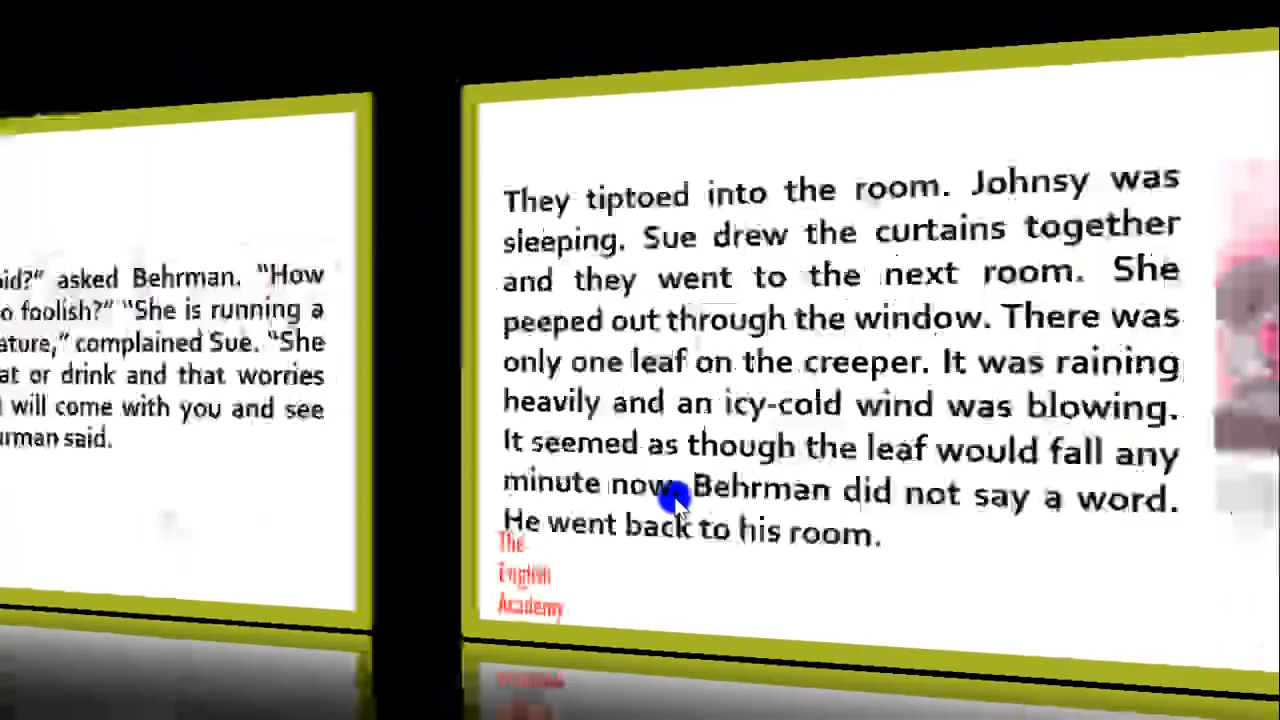 asked Behrman. "How
foolish?" "She is running a
complained Sue. "She
or drink and that worries
will come with you and see
said.
They tiptoed into the room. Johnsy was
sleeping. Sue drew the curtains together
and they went to the next room. She
peeped out through the window. There was
only one leaf on the creeper. It was raining
heavily and an icy-cold wind was blowing.
It seemed as though the leaf would fall any
minute now. Behrman did not say a word.
He went back to his room.
The
English
Academy